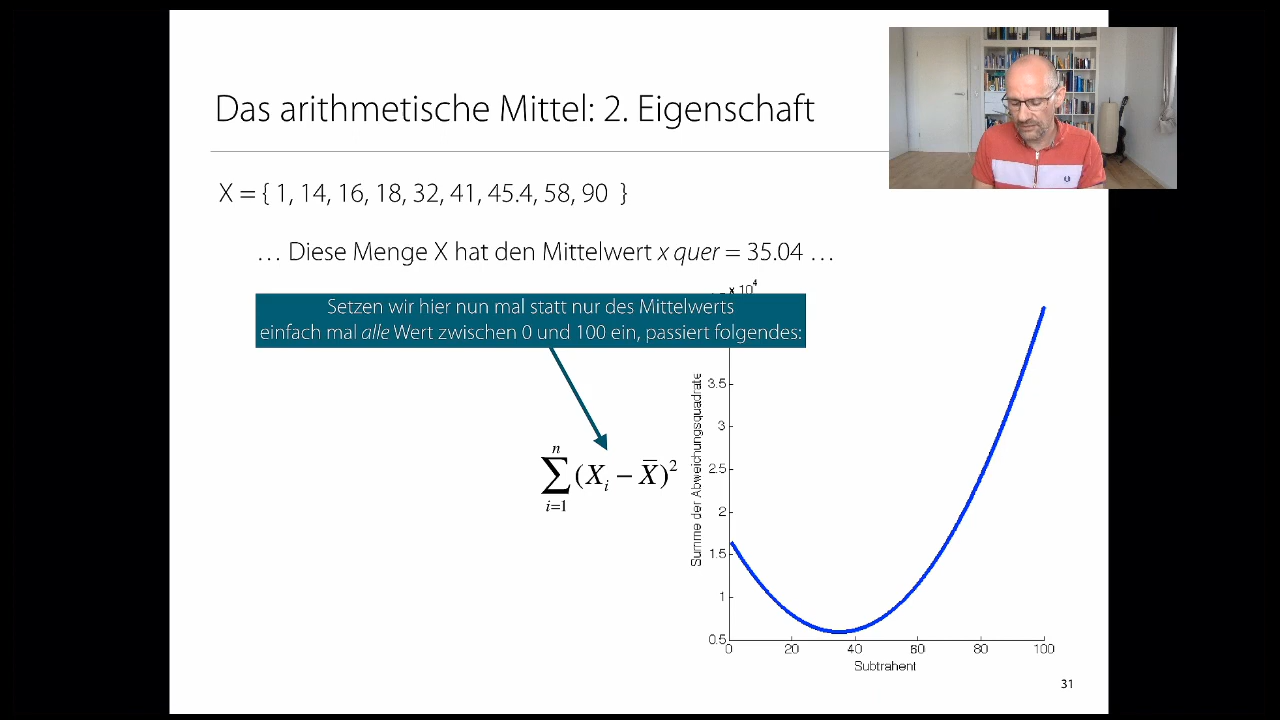 Das arithmetische Mittel: 2. Eigenschaft
X = { 1, 14, 16, 18, 32, 41, 45.4, 58, 90 }
… Diese Menge X hat den Mittelwert x quer = 35.04 …
Setzen wir hier nun mal statt nur des Mittelwerts
einfach mal alle Wert zwischen 0 und 100 ein, passiert folgendes:
n
∑ (Xᵢ − X̅)²
i=1
x 10⁴
3.5
3
2.5
2
1.5
1
0.5
Summe der Abweichungsquadrate
0 20 40 60 80 100
Subtrahent
31